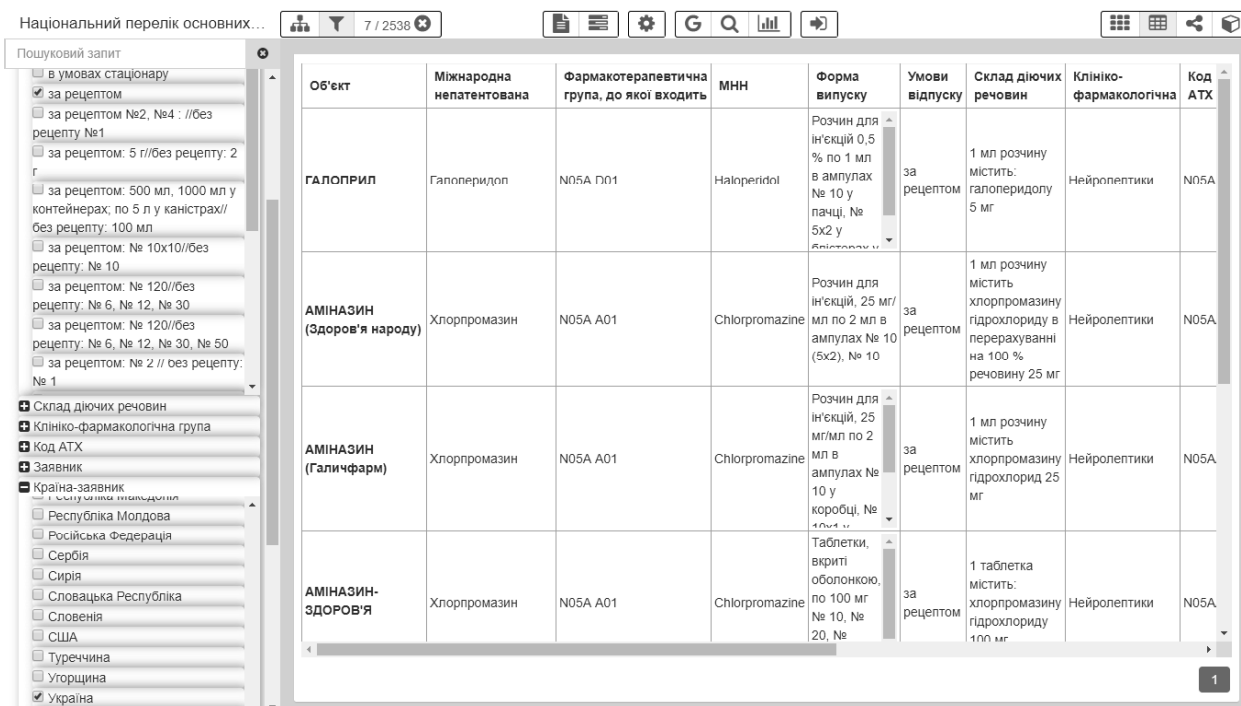 Національний перелік основних...
7 / 2538
Пошуковий запит
в умовах стаціонару
за рецептом
за рецептом №2, №4 : //без
рецепту №1
за рецептом: 5 г//без рецепту: 2
г
за рецептом: 500 мл, 1000 мл у
контейнерах; по 5 л у каністрах//
без рецепту: 100 мл
за рецептом: № 10x10//без
рецепту: № 10
за рецептом: № 120//без
рецепту: № 6, № 12, № 30
за рецептом: № 120//без
рецепту: № 6, № 12, № 30, № 50
за рецептом: № 2 // без рецепту:
№ 1
Склад діючих речовин
Клініко-фармакологічна група
Код АТХ
Заявник
Країна-заявник
Республіка Македонія
Республіка Молдова
Російська Федерація
Сербія
Сирія
Словацька Республіка
Словенія
США
Туреччина
Угорщина
Україна
Об'єкт
Міжнародна
непатентована
Фармакотерапевтична
група, до якої входить
МНН
Форма
випуску
Умови
відпуску
Склад діючих
речовин
Клініко-
фармакологічна
Код
АТХ
ГАЛОПРИЛ
Галоперидол
N05A D01
Haloperidol
Розчин для
ін'єкцій 0,5
% по 1 мл
в ампулах
№ 10 у
пачці, №
5x2 у
блістерах у
за
рецептом
1 мл розчину
містить:
галоперидолу
5 мг
Нейролептики
N05A
АМІНАЗИН
(Здоров'я народу)
Хлорпромазин
N05A A01
Chlorpromazine
Розчин для
ін'єкцій, 25 мг/
мл по 2 мл в
ампулах № 10
(5x2), № 10
за
рецептом
1 мл розчину
містить
хлорпромазину
гідрохлориду в
перерахуванні
на 100 %
речовину 25 мг
Нейролептики
N05A
АМІНАЗИН
(Галичфарм)
Хлорпромазин
N05A A01
Chlorpromazine
Розчин для
ін'єкцій, 25
мг/мл по 2
мл в
ампулах №
10 у
коробці, №
10x1 у
за
рецептом
1 мл розчину
містить
хлорпромазину
гідрохлорид 25
мг
Нейролептики
N05A
АМІНАЗИН-
ЗДОРОВ'Я
Хлорпромазин
N05A A01
Chlorpromazine
Таблетки,
вкриті
оболонкою,
по 100 мг
№ 10, №
20, №
за
рецептом
1 таблетка
містить:
хлорпромазину
гідрохлориду
100 мг
Нейролептики
N05A
1